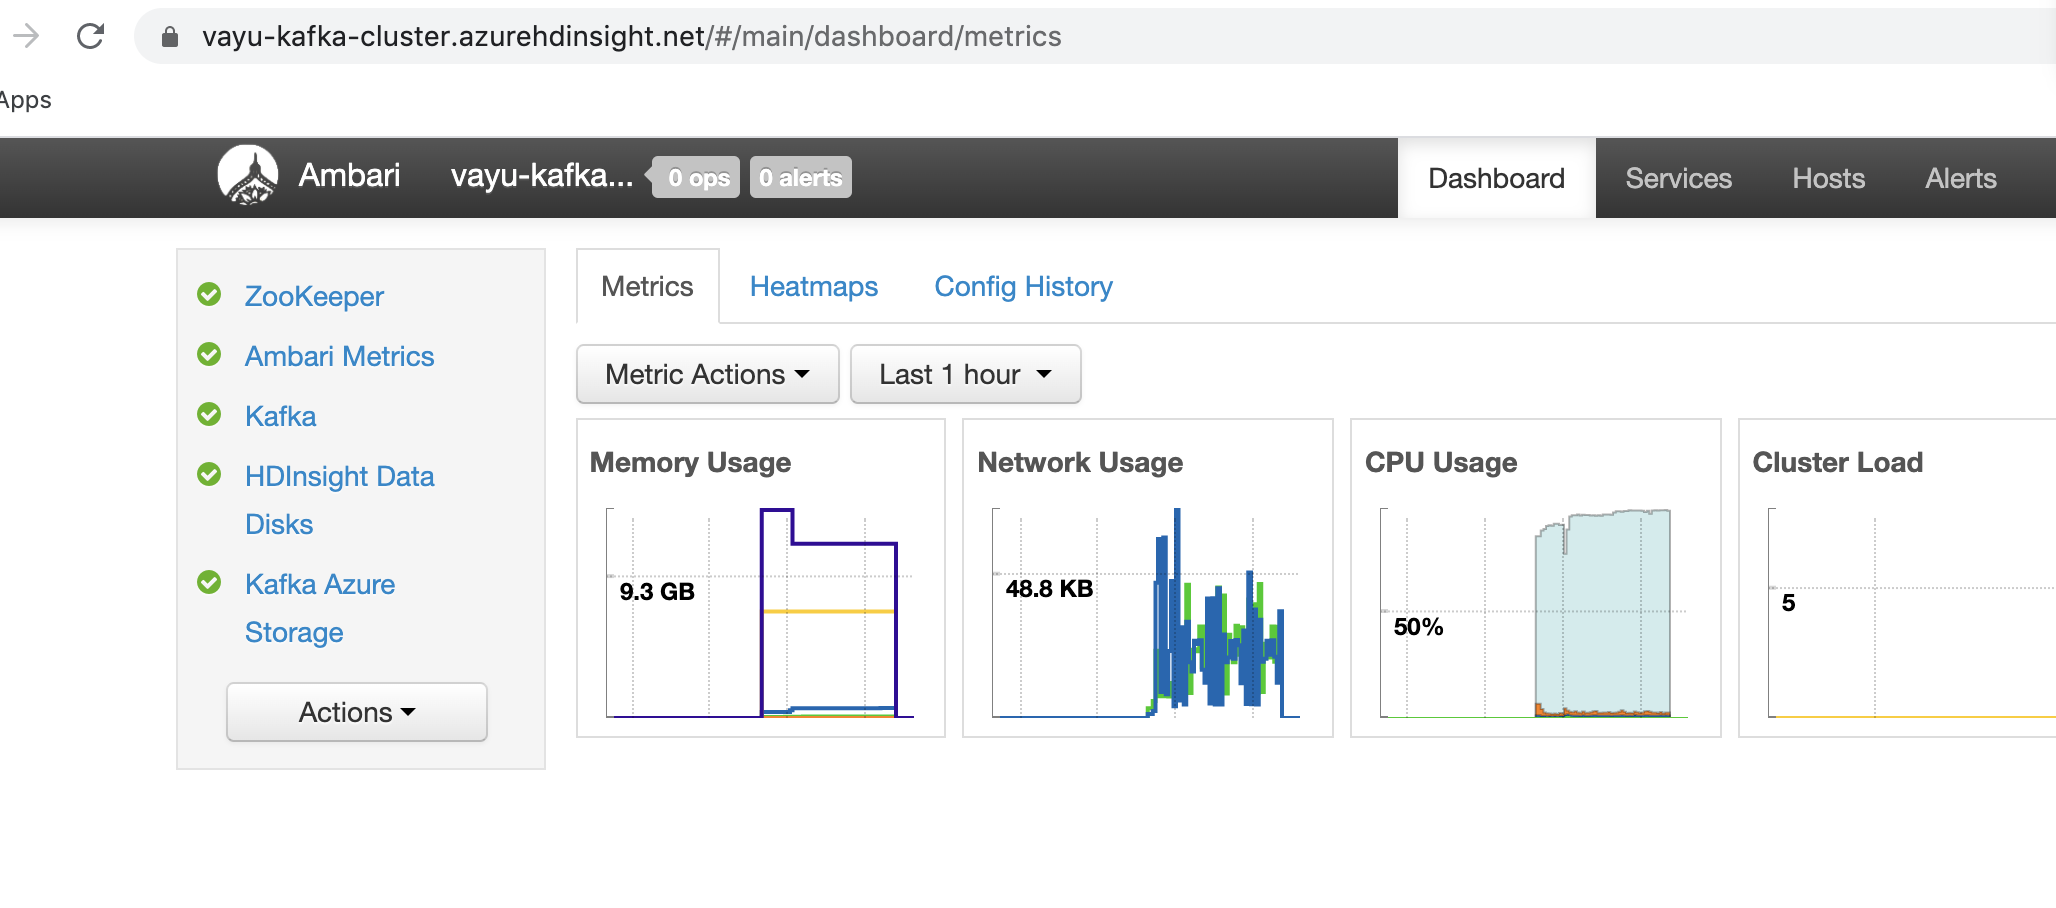 vayu-kafka-cluster.azurehdinsight.net/#/main/dashboard/metrics
Apps
Ambari vayu-kafka... 0 ops 0 alerts Dashboard Services Hosts Alerts
ZooKeeper
Ambari Metrics
Kafka
HDInsight Data
Disks
Kafka Azure
Storage
Actions
Metrics Heatmaps Config History
Metric Actions Last 1 hour
Memory Usage
9.3 GB
Network Usage
48.8 KB
CPU Usage
50%
Cluster Load
5